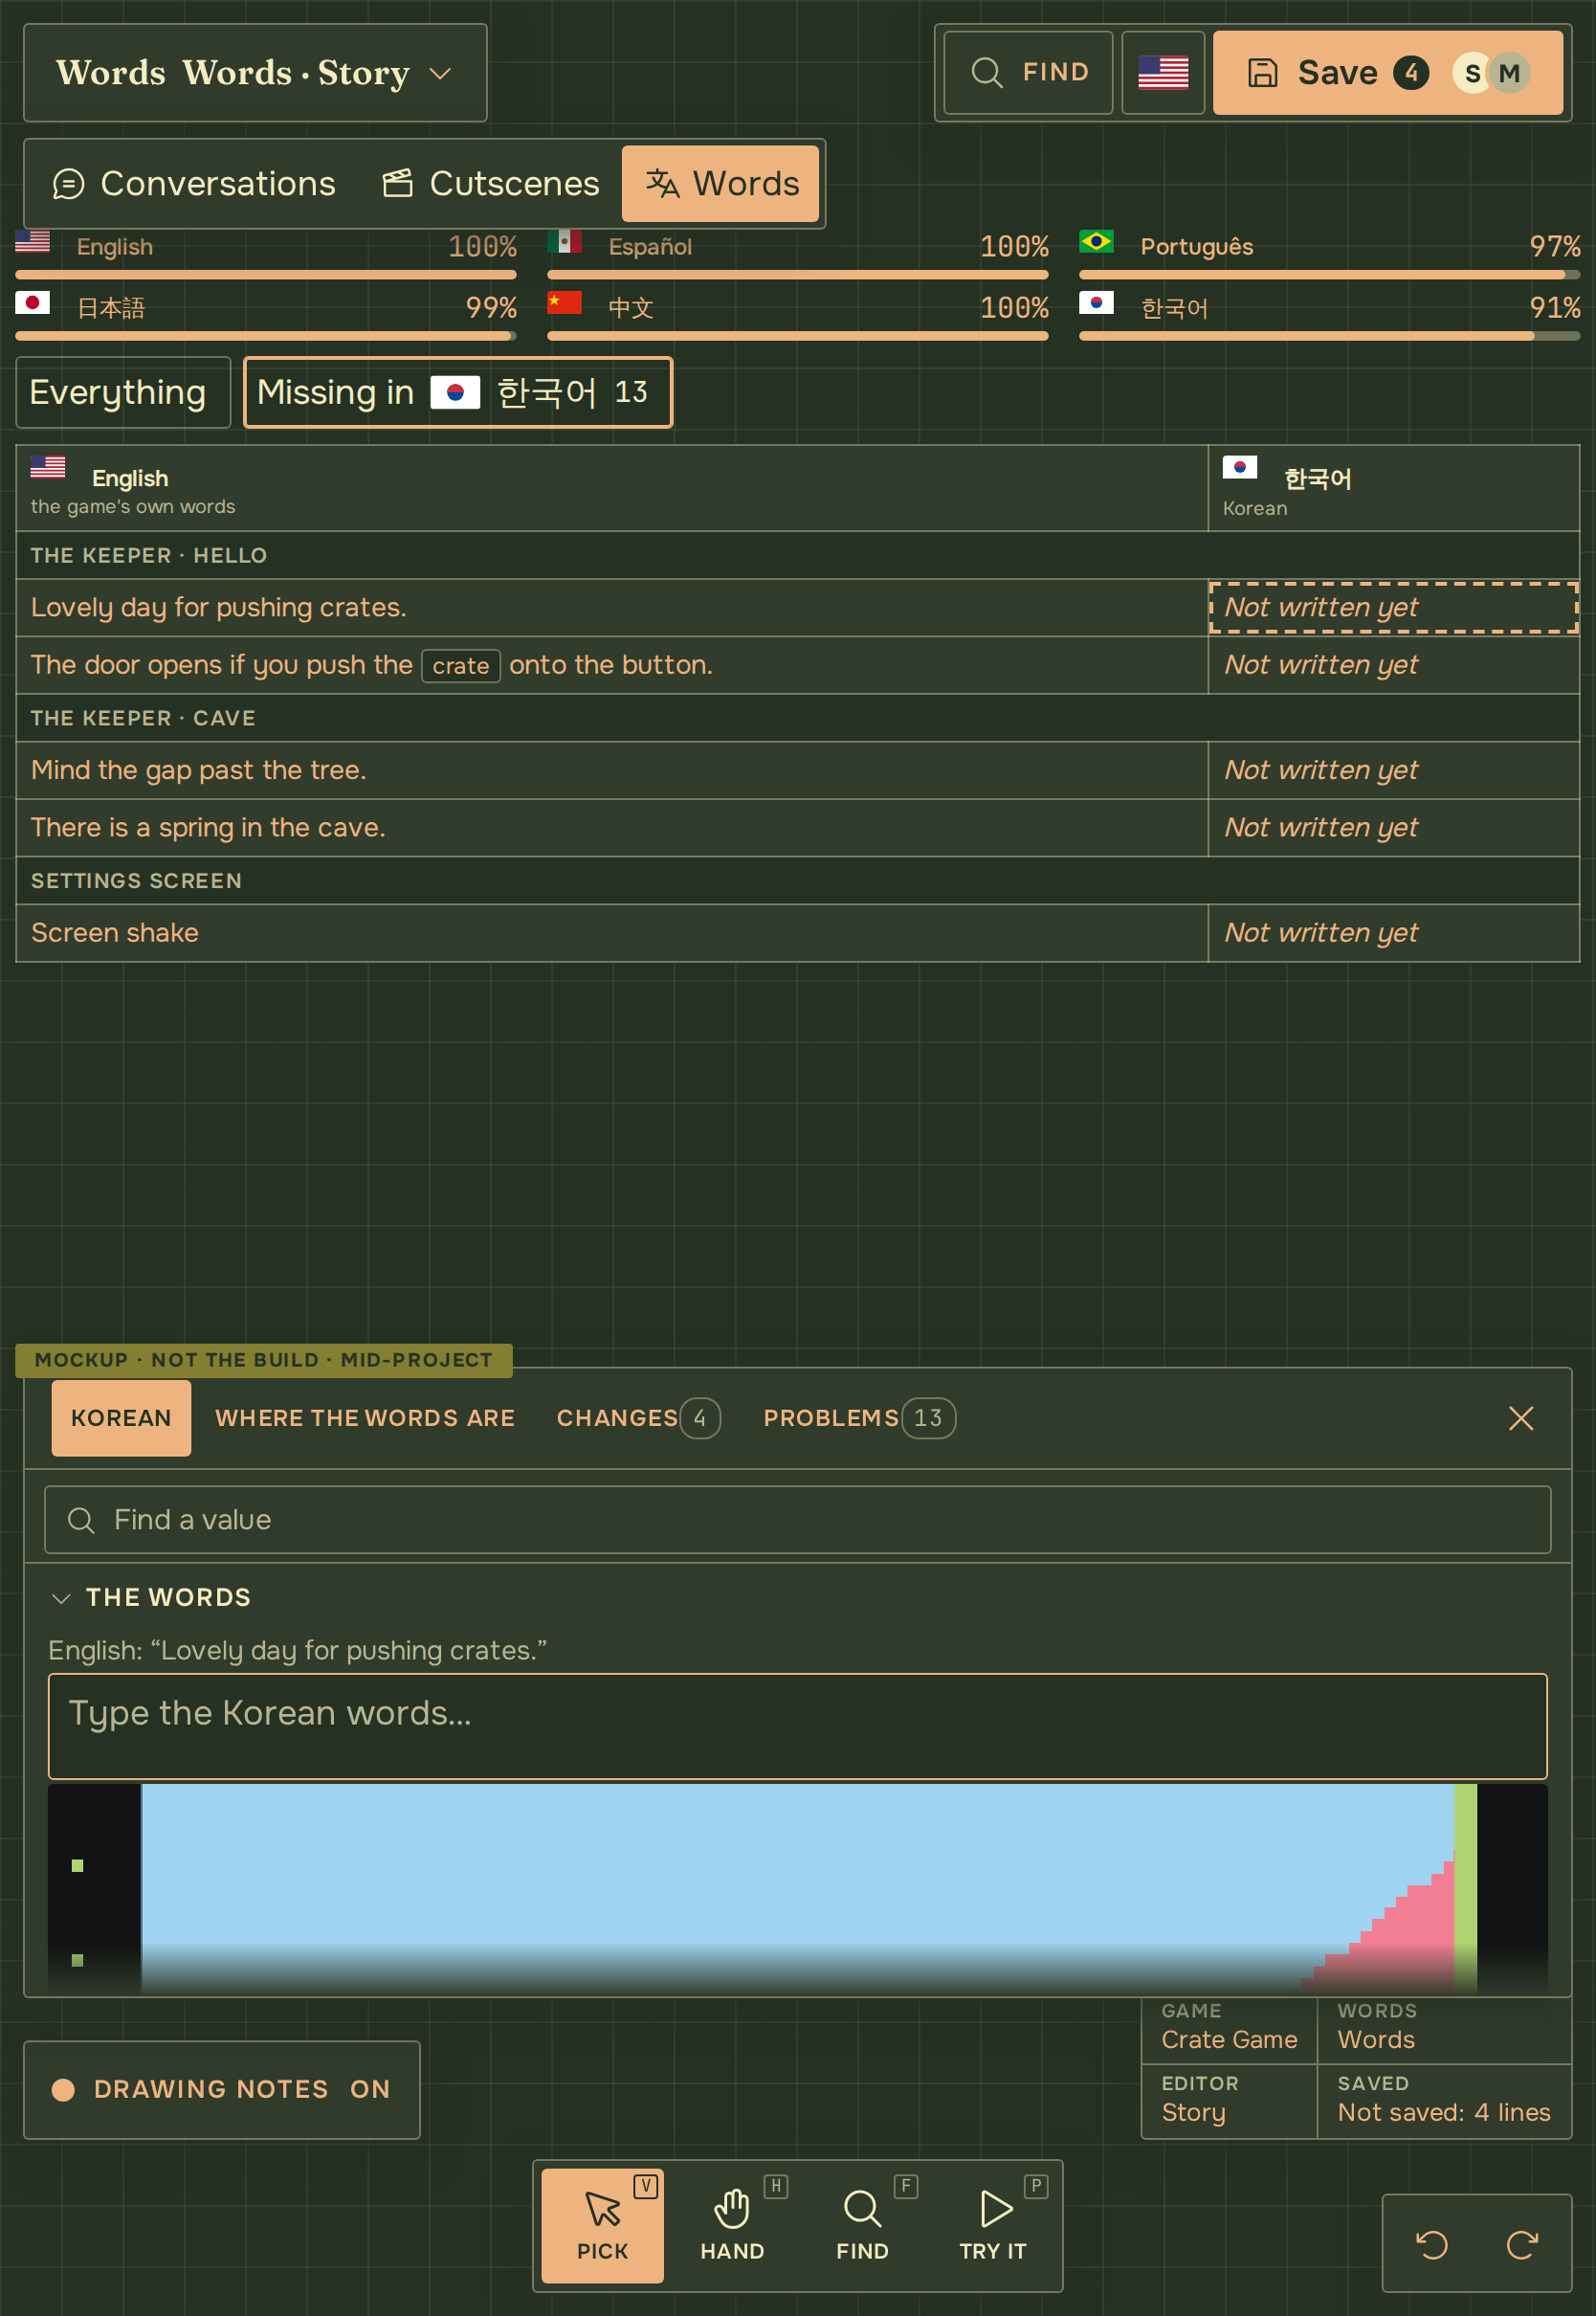 Words Words · Story
FIND
Save 4 S M
Conversations Cutscenes Words
English 100% Español 100% Português 97%
日本語 99% 中文 100% 한국어 91%
Everything Missing in 한국어 13
English 한국어
the game's own words Korean
THE KEEPER · HELLO
Lovely day for pushing crates. Not written yet
The door opens if you push the crate onto the button. Not written yet
THE KEEPER · CAVE
Mind the gap past the tree. Not written yet
There is a spring in the cave. Not written yet
SETTINGS SCREEN
Screen shake Not written yet
MOCKUP · NOT THE BUILD · MID-PROJECT
KOREAN WHERE THE WORDS ARE CHANGES 4 PROBLEMS 13
Find a value
THE WORDS
English: “Lovely day for pushing crates.”
Type the Korean words...
GAME WORDS
Crate Game Words
EDITOR SAVED
Story Not saved: 4 lines
DRAWING NOTES ON
V H F P
PICK HAND FIND TRY IT